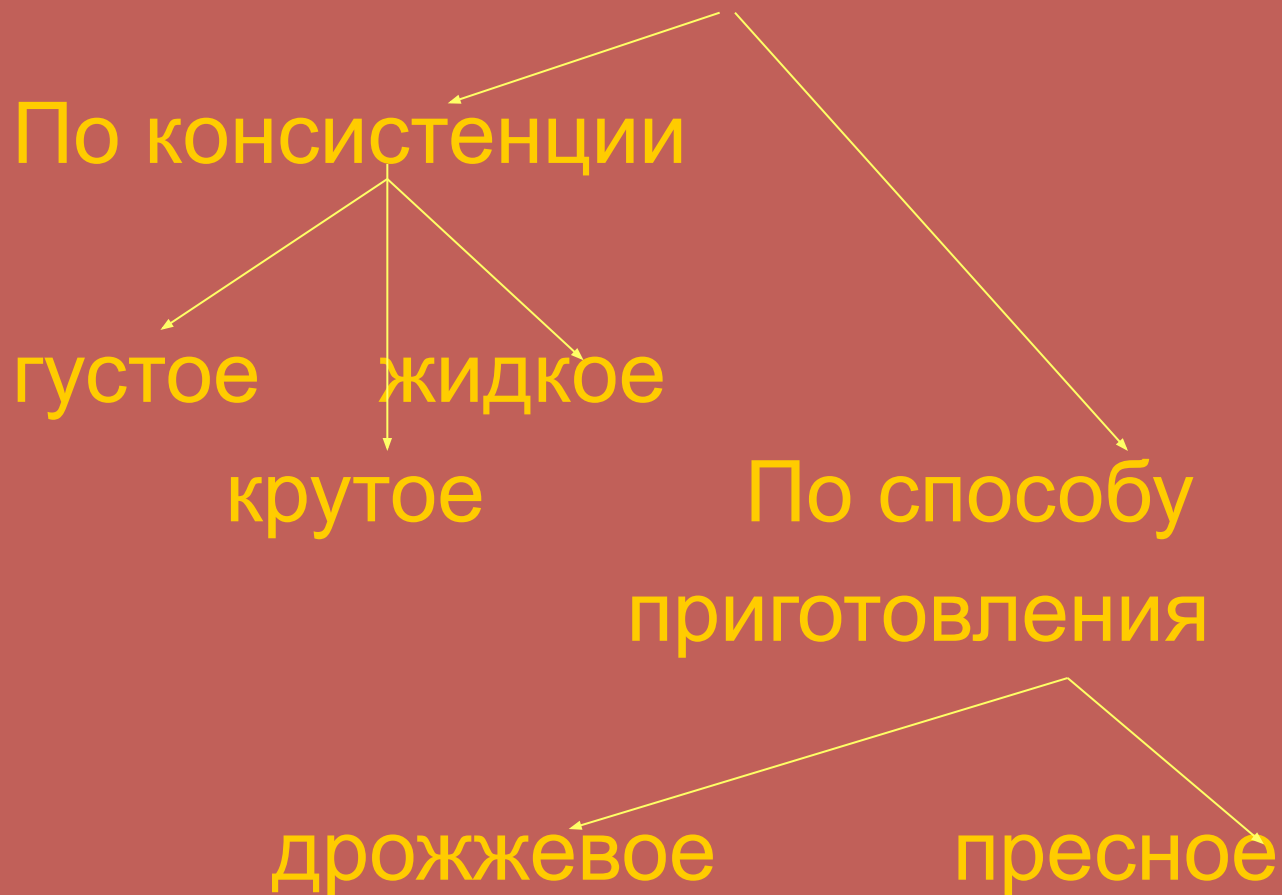 По консистенции
густое жидкое
крутое По способу
приготовления
дрожжевое пресное